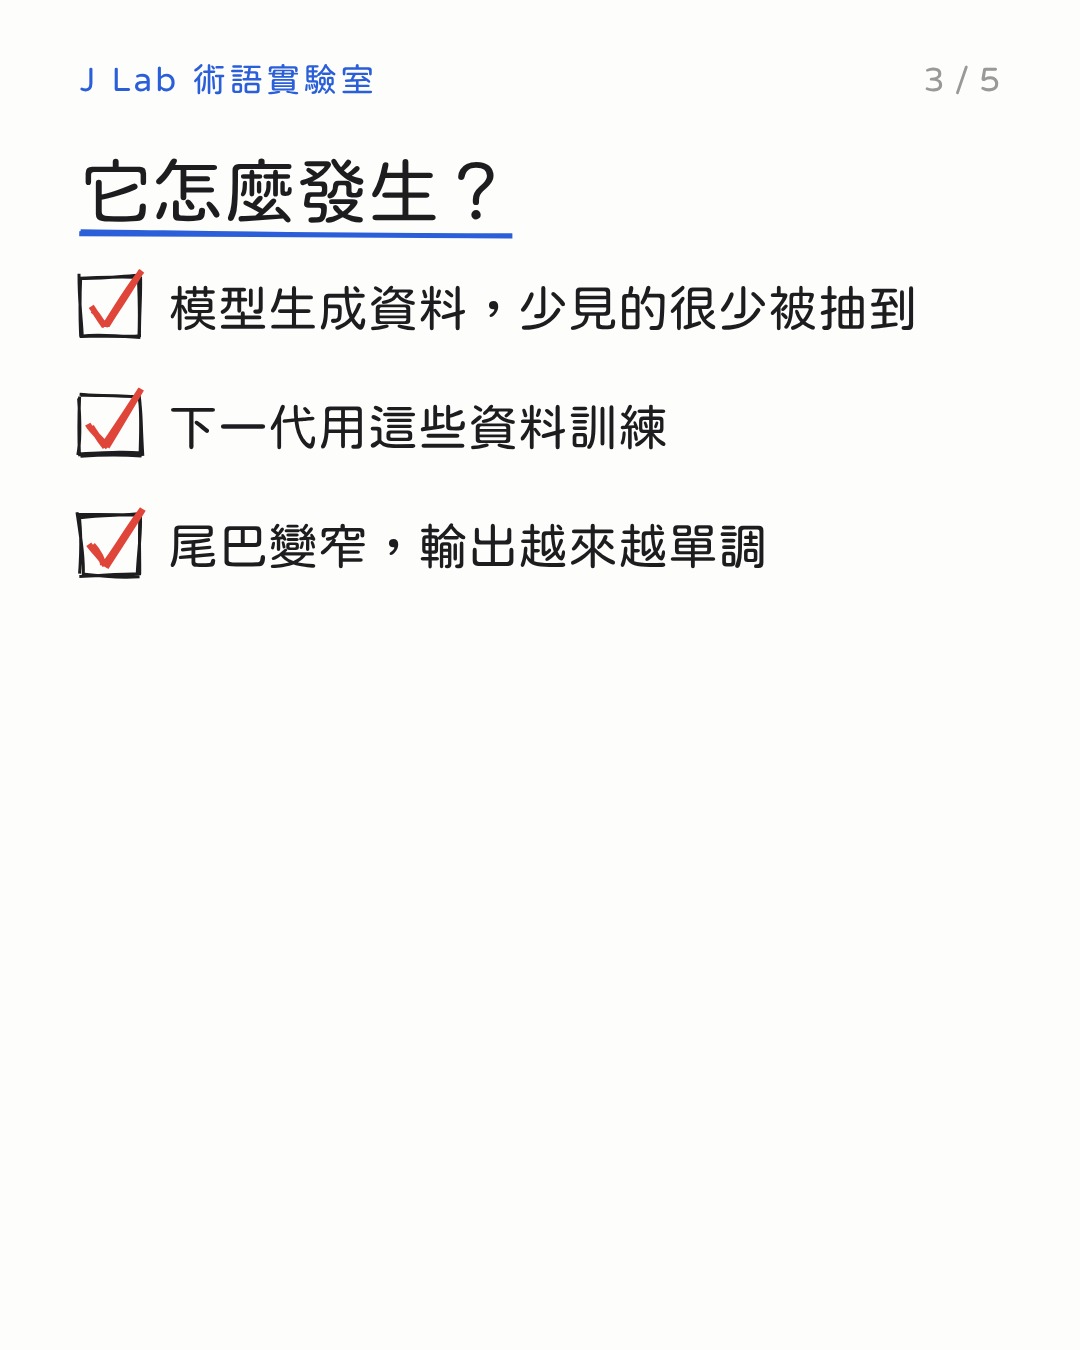 J Lab 術語實驗室
3 / 5
它怎麼發生？
模型生成資料，少見的很少被抽到
下一代用這些資料訓練
尾巴變窄，輸出越來越單調